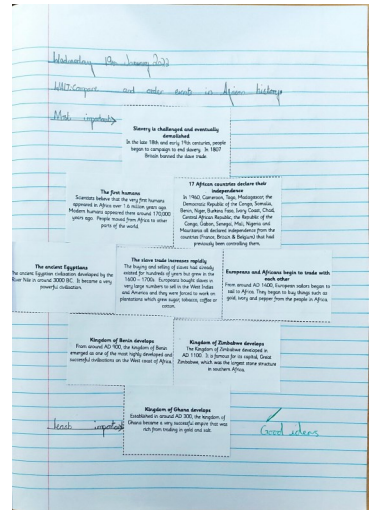 Wednesday 19th January 2022
WALT: Compare and order events in African history
Most important
Slavery is challenged and eventually
demolished
In the late 18th and early 19th centuries, people
began to campaign to end slavery. In 1807
Britain banned the slave trade.
The first humans
Scientists believe that the very first humans
appeared in Africa over 1.6 million years ago.
Modern humans appeared there around 170,000
years ago. People moved from Africa to other
parts of the world.
17 African countries declare their
independence
In 1960, Cameroon, Togo, Madagascar, the
Democratic Republic of the Congo, Somalia,
Benin, Niger, Burkina Faso, Ivory Coast, Chad,
Central African Republic, the Republic of the
Congo, Gabon, Senegal, Mali, Nigeria and
Mauritania all declared independence from the
countries (France, Britain & Belgium) that had
previously been controlling them.
The ancient Egyptians
The ancient Egyptian civilization developed by the
River Nile in around 3000 BC. It became a very
powerful civilization.
The slave trade increases rapidly
The buying and selling of slaves had already
existed for hundreds of years but grew in the
1600 – 1700s. Europeans bought slaves in
very large numbers to sell in the West Indies
and America and they were forced to work on
plantations which grew sugar, tobacco, coffee or
cotton.
Europeans and Africans begin to trade with
each other
From around AD 1400, European sailors began to
sail to Africa. They began to buy things such as
gold, ivory and pepper from the people in Africa.
Kingdom of Benin develops
From around AD 900, the kingdom of Benin
emerged as one of the most highly developed and
successful civilisations on the West coast of Africa.
Kingdom of Zimbabwe develops
The Kingdom of Zimbabwe developed in
AD 1100. It is famous for its capital, Great
Zimbabwe, which was the largest stone structure
in southern Africa.
Kingdom of Ghana develops
Established in around AD 300, the kingdom of
Ghana became a very successful empire that was
rich from trading in gold and salt.
least important
Good ideas